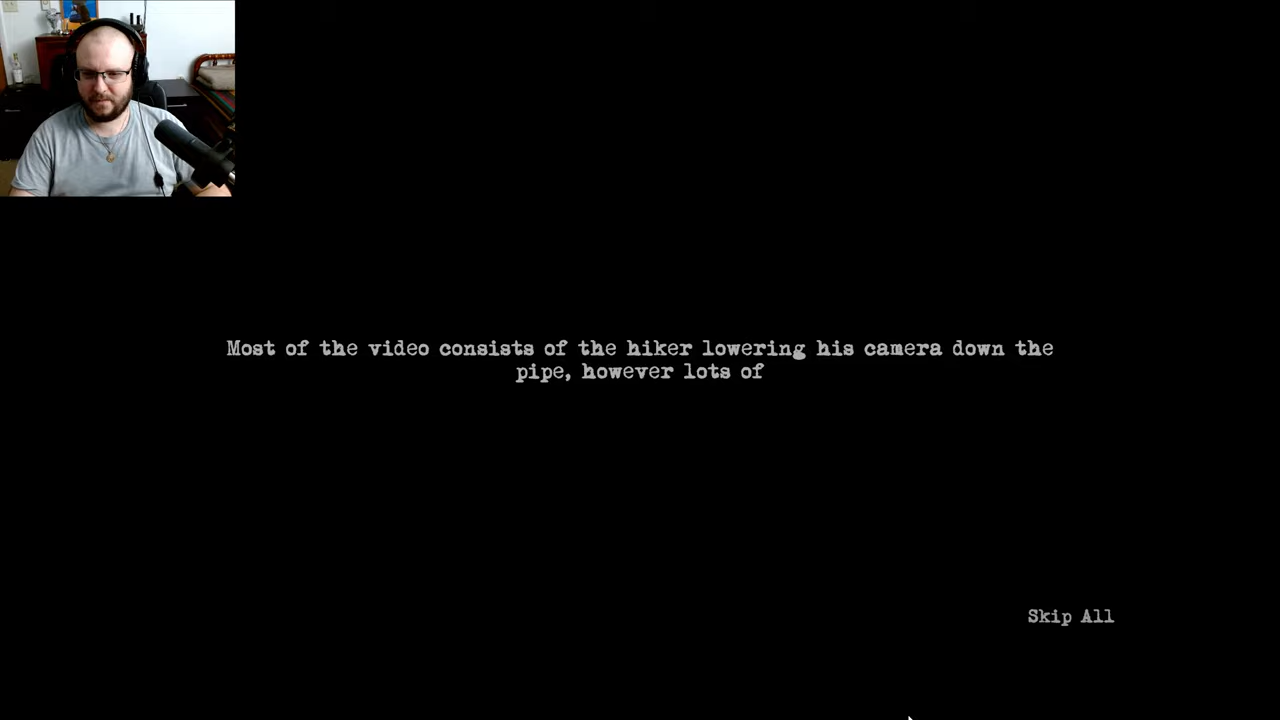 Most of the video consists of the hiker lowering his camera down the
pipe, however lots of
Skip All